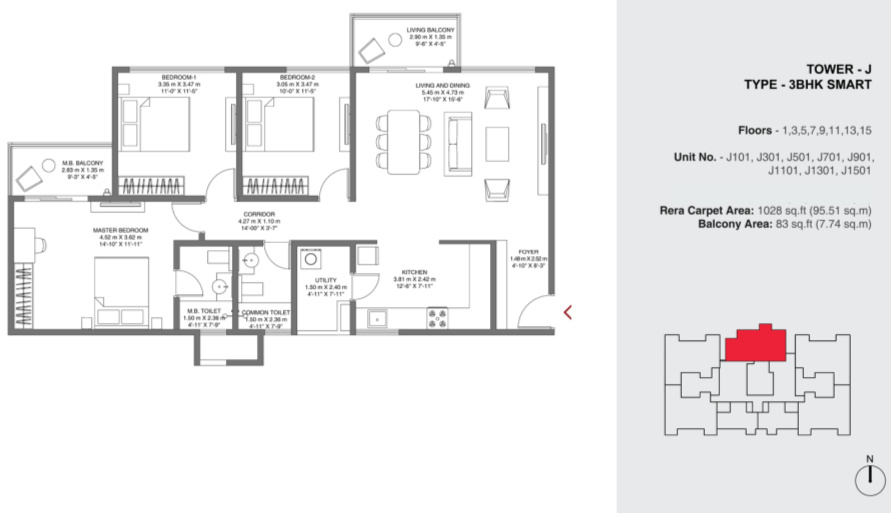 LIVING BALCONY
2.90 m X 1.35 m
9'-6" X 4'-5"
BEDROOM-1
3.35 m X 3.47 m
11'-0" X 11'-5"
BEDROOM-2
3.05 m X 3.47 m
10'-0" X 11'-5"
LIVING AND DINING
5.45 m X 4.73 m
17'-10" X 15'-6"
M.B. BALCONY
2.83 m X 1.35 m
9'-3" X 4'-5"
MASTER BEDROOM
4.52 m X 3.62 m
14'-10" X 11'-11"
CORRIDOR
4.27 m X 1.10 m
14'-00" X 3'-7"
FOYER
1.48 m X 2.52 m
4'-10" X 8'-3"
KITCHEN
3.81 m X 2.42 m
12'-6" X 7'-11"
UTILITY
1.50 m X 2.40 m
4'-11" X 7'-11"
M.B. TOILET
1.50 m X 2.36 m
4'-11" X 7'-9"
COMMON TOILET
1.50 m X 2.36 m
4'-11" X 7'-9"
TOWER - J
TYPE - 3BHK SMART
Floors - 1,3,5,7,9,11,13,15
Unit No. - J101, J301, J501, J701, J901,
J1101, J1301, J1501
Rera Carpet Area: 1028 sq.ft (95.51 sq.m)
Balcony Area: 83 sq.ft (7.74 sq.m)
N